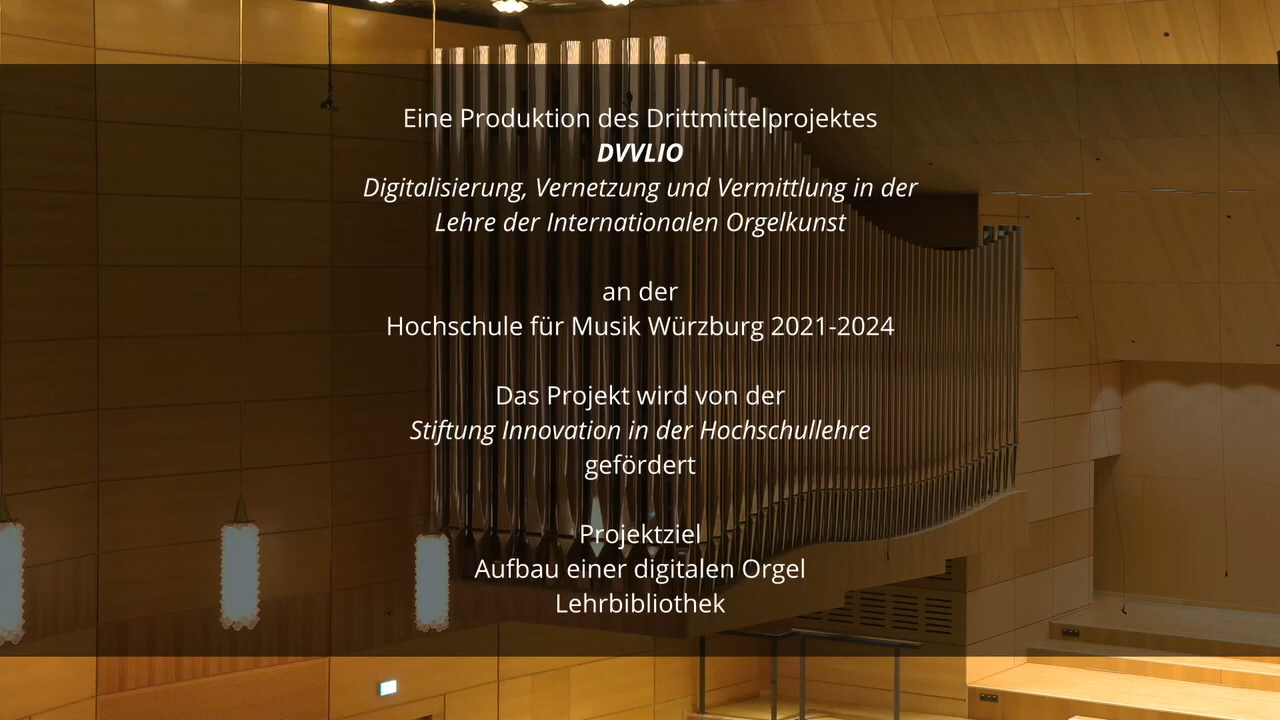 Eine Produktion des Drittmittelprojektes
DVVLIO
Digitalisierung, Vernetzung und Vermittlung in der
Lehre der Internationalen Orgelkunst
an der
Hochschule für Musik Würzburg 2021-2024
Das Projekt wird von der
Stiftung Innovation in der Hochschullehre
gefördert
Projektziel
Aufbau einer digitalen Orgel
Lehrbibliothek